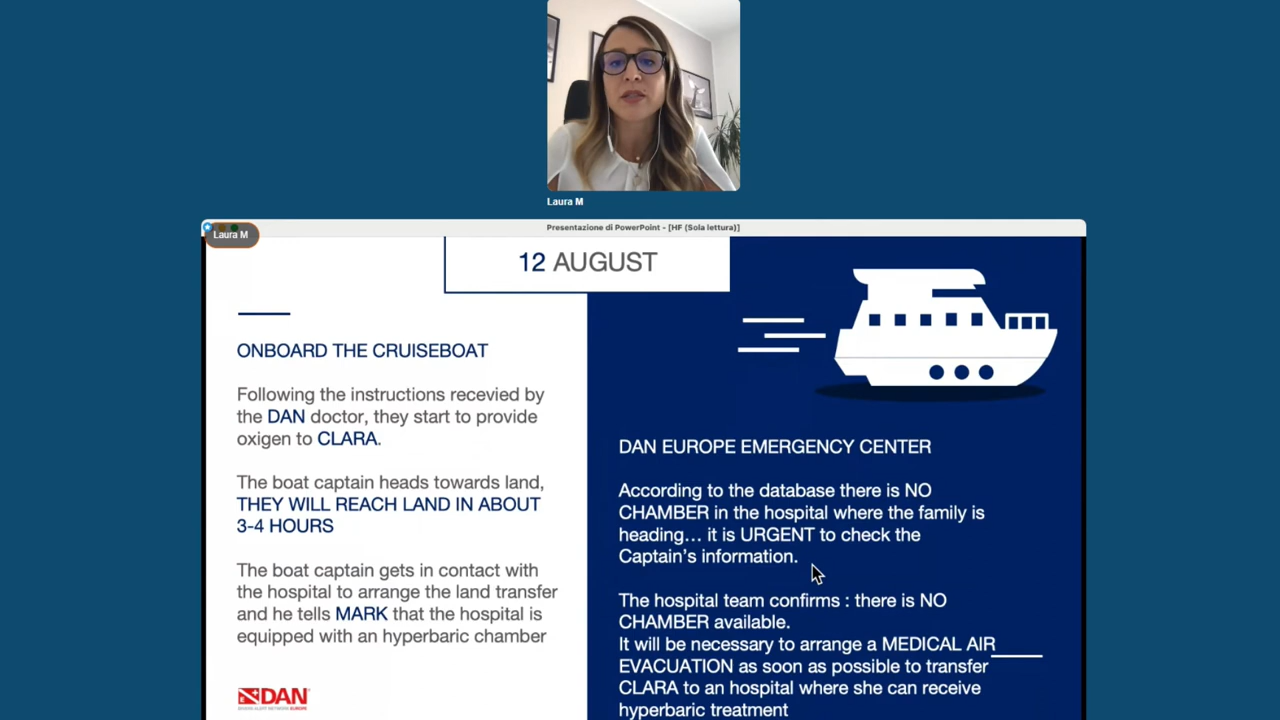 Laura M
Presentazione di PowerPoint - [HF (Sola lettura)]
Laura M
12 AUGUST
ONBOARD THE CRUISEBOAT
Following the instructions recevied by
the DAN doctor, they start to provide
oxigen to CLARA.
The boat captain heads towards land,
THEY WILL REACH LAND IN ABOUT
3-4 HOURS
The boat captain gets in contact with
the hospital to arrange the land transfer
and he tells MARK that the hospital is
equipped with an hyperbaric chamber
DAN
DAN EUROPE EMERGENCY CENTER
According to the database there is NO
CHAMBER in the hospital where the family is
heading... it is URGENT to check the
Captain's information.
The hospital team confirms : there is NO
CHAMBER available.
It will be necessary to arrange a MEDICAL AIR
EVACUATION as soon as possible to transfer
CLARA to an hospital where she can receive
hyperbaric treatment